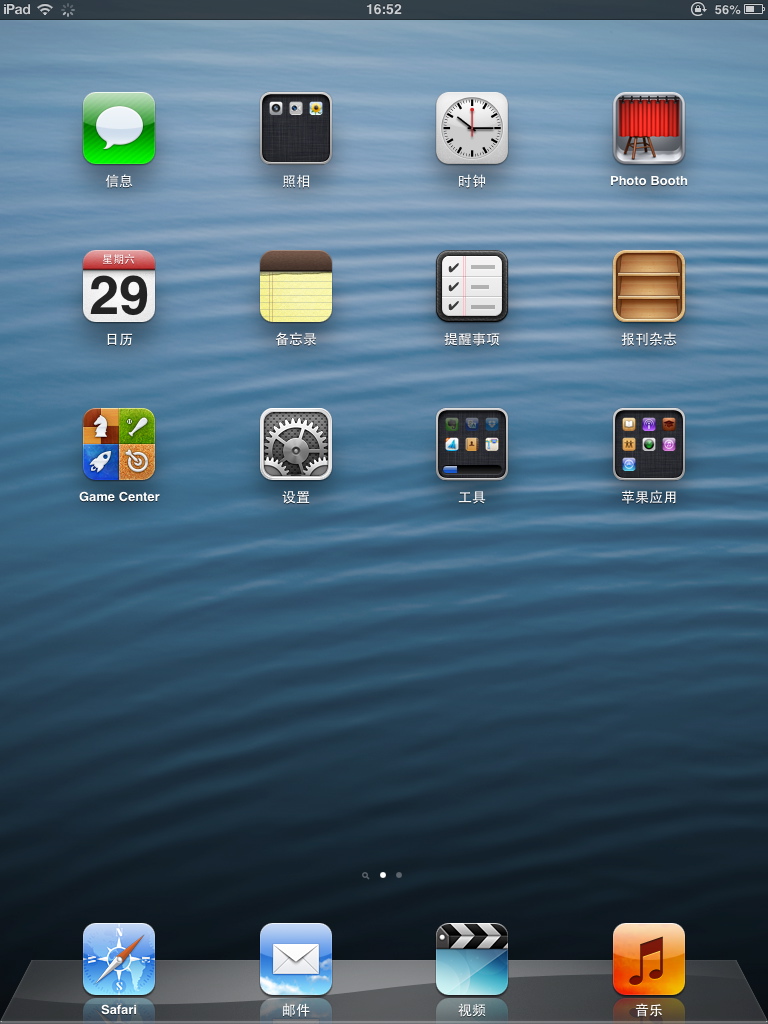 iPad
16:52
56%
信息
照相
时钟
Photo Booth
星期六
29
日历
备忘录
提醒事项
报刊杂志
Game Center
设置
工具
苹果应用
N
Safari
邮件
视频
音乐